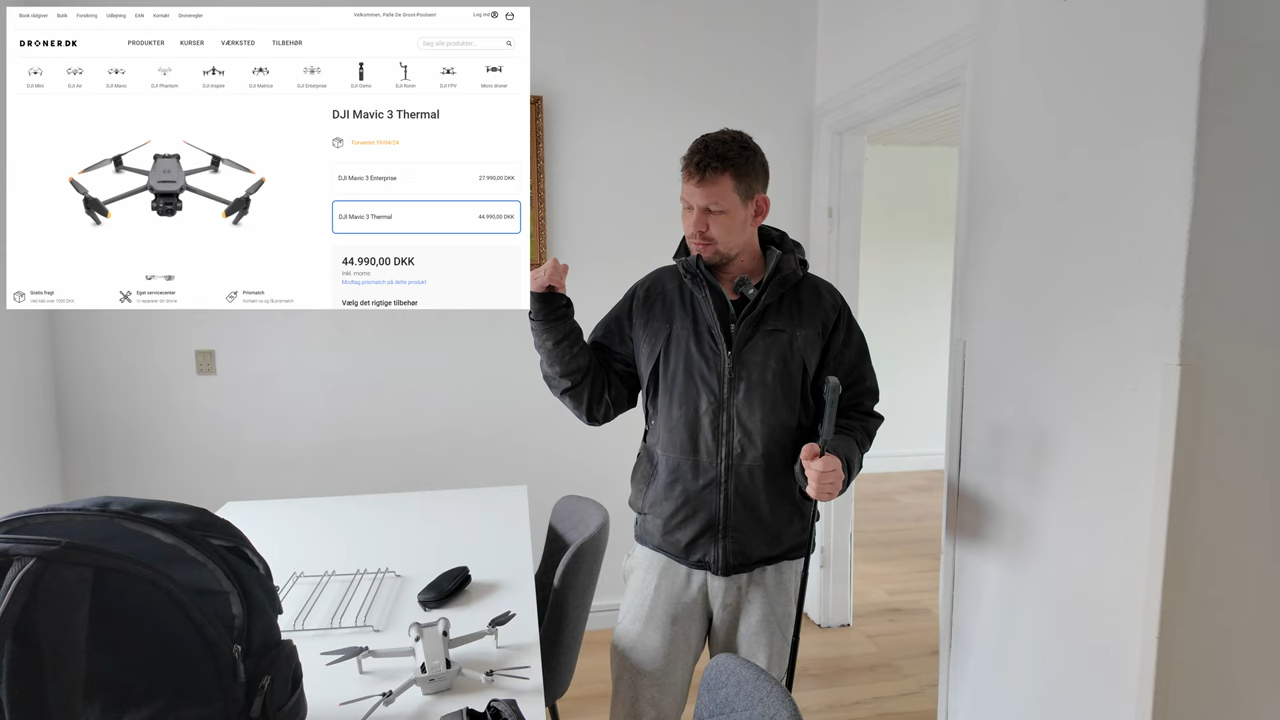 Book rådgiver Butik Forsikring Udlejning EAN Kontakt Droneregler Velkommen, Palle De Groot-Poulsen! Log ind
DRONER.DK PRODUKTER KURSER VÆRKSTED TILBEHØR Søg alle produkter...
DJI Mini DJI Air DJI Mavic DJI Phantom DJI Inspire DJI Matrice DJI Enterprise DJI Osmo DJI Ronin DJI FPV Micro droner
DJI Mavic 3 Thermal
Forventet 19/04/24
DJI Mavic 3 Enterprise 27.990,00 DKK
DJI Mavic 3 Thermal 44.990,00 DKK
44.990,00 DKK
Inkl. moms
Modtag prismatch på dette produkt
Vælg det rigtige tilbehør
Gratis fragt
Ved køb over 1000 DKK
Eget servicecenter
Vi reparerer din drone
Prismatch
Kontakt os og få prismatch